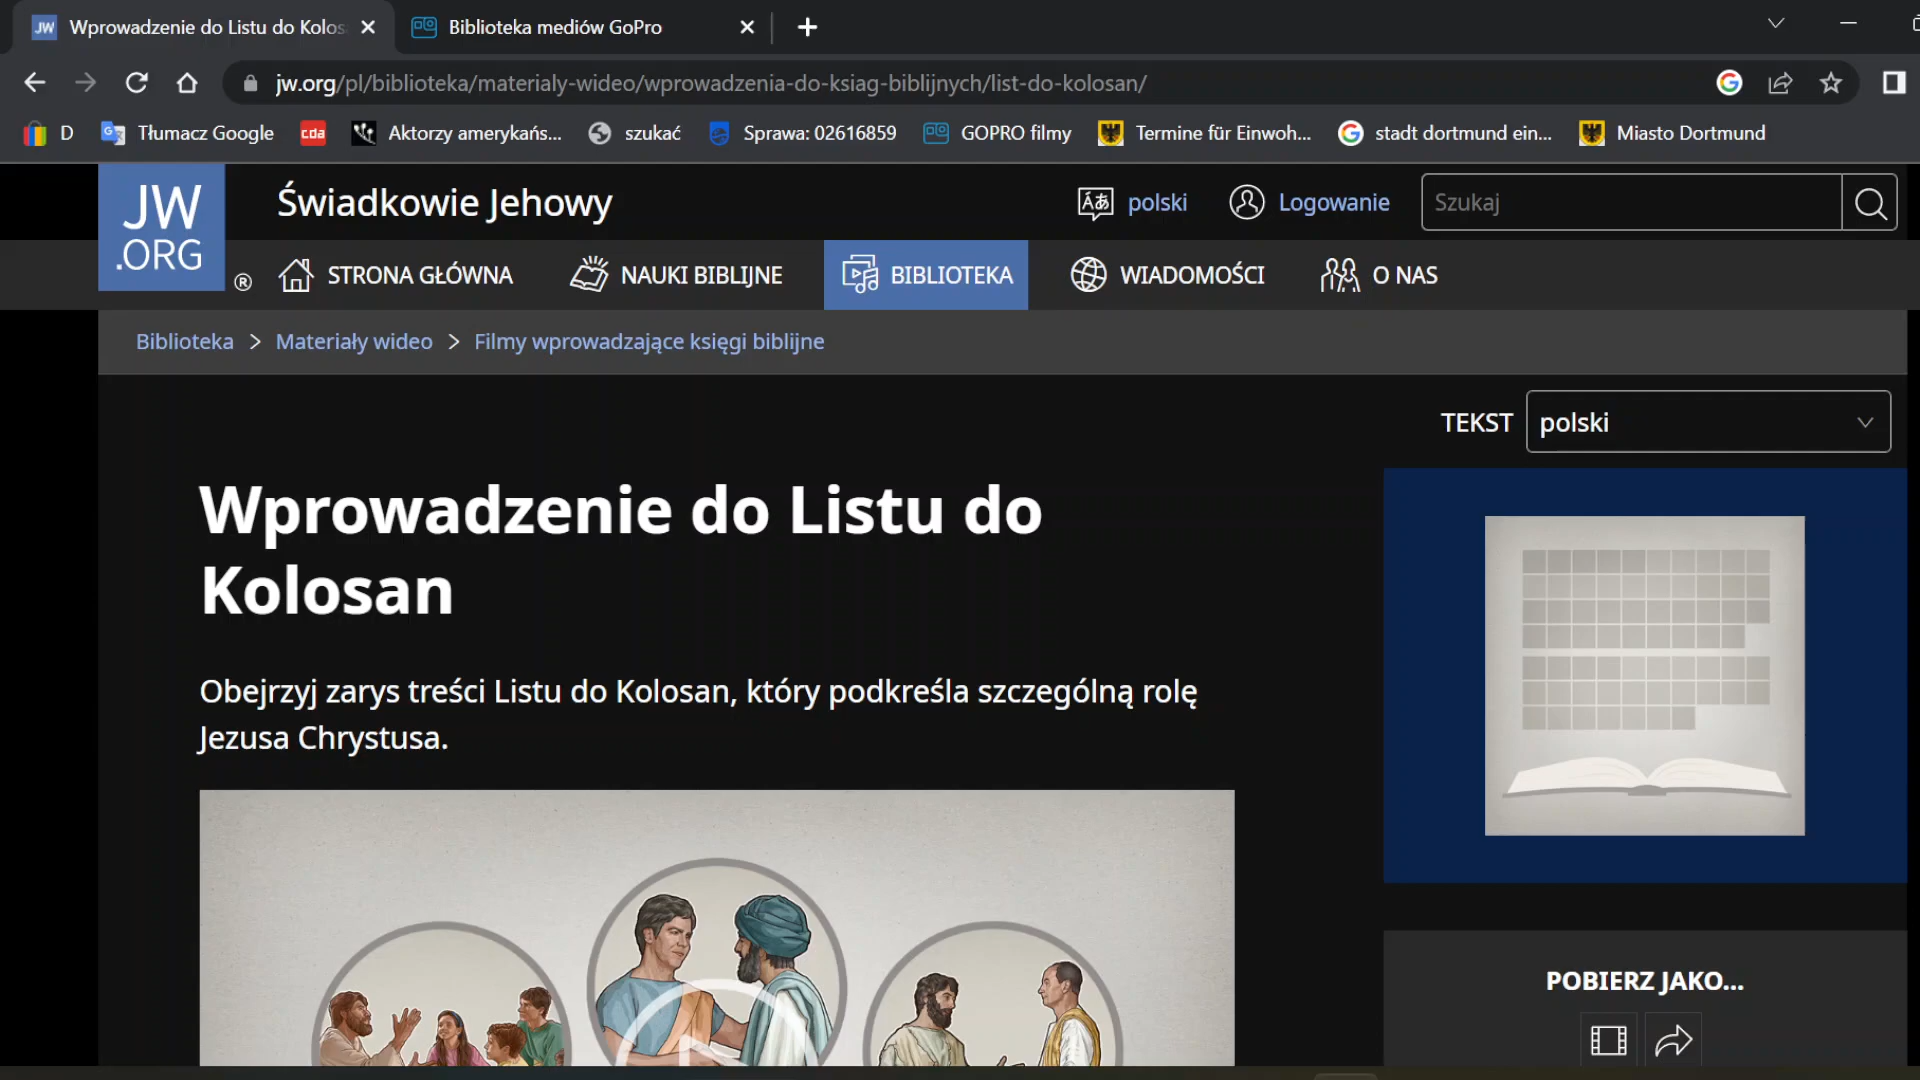 JW Wprowadzenie do Listu do Kolos
Biblioteka mediów GoPro
jw.org/pl/biblioteka/materialy-wideo/wprowadzenia-do-ksiag-biblijnych/list-do-kolosan/
D Tłumacz Google cda Aktorzy amerykańs... szukać Sprawa: 02616859 GOPRO filmy Termine für Einwoh... stadt dortmund ein... Miasto Dortmund
JW
.ORG
®
Świadkowie Jehowy
polski Logowanie Szukaj
STRONA GŁÓWNA NAUKI BIBLIJNE BIBLIOTEKA WIADOMOŚCI O NAS
Biblioteka > Materiały wideo > Filmy wprowadzające księgi biblijne
TEKST polski
Wprowadzenie do Listu do
Kolosan
Obejrzyj zarys treści Listu do Kolosan, który podkreśla szczególną rolę
Jezusa Chrystusa.
POBIERZ JAKO...